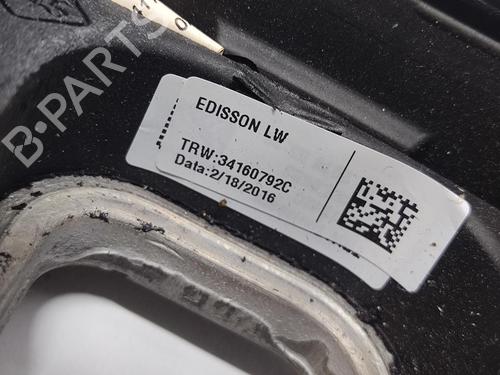 B-PARTS
EDISSON LW
TRW:34160792C
Data:2/18/2016